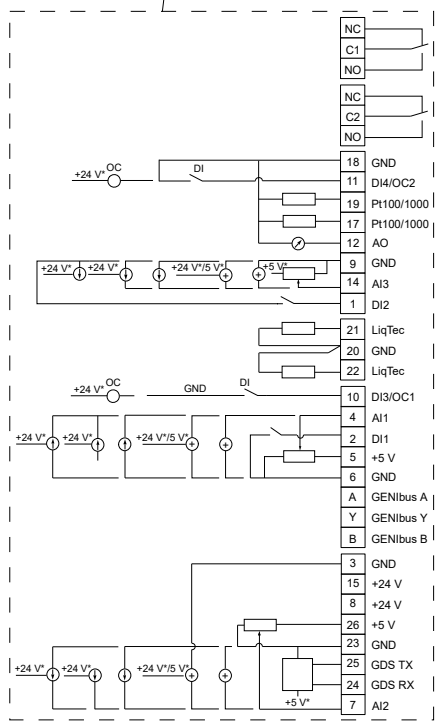 NC
C1
NO
NC
C2
NO
18 GND
+24 V* OC DI 11 DI4/OC2
19 Pt100/1000
17 Pt100/1000
12 AO
9 GND
+24 V* +24 V* +24 V*/5 V* +5 V*
14 AI3
1 DI2
21 LiqTec
20 GND
22 LiqTec
+24 V* OC GND DI 10 DI3/OC1
4 AI1
2 DI1
+24 V* +24 V* +24 V*/5 V* 5 +5 V
6 GND
A GENIbus A
Y GENIbus Y
B GENIbus B
3 GND
15 +24 V
8 +24 V
26 +5 V
23 GND
25 GDS TX
+24 V* +24 V* +24 V*/5 V* 24 GDS RX
+5 V* 7 AI2